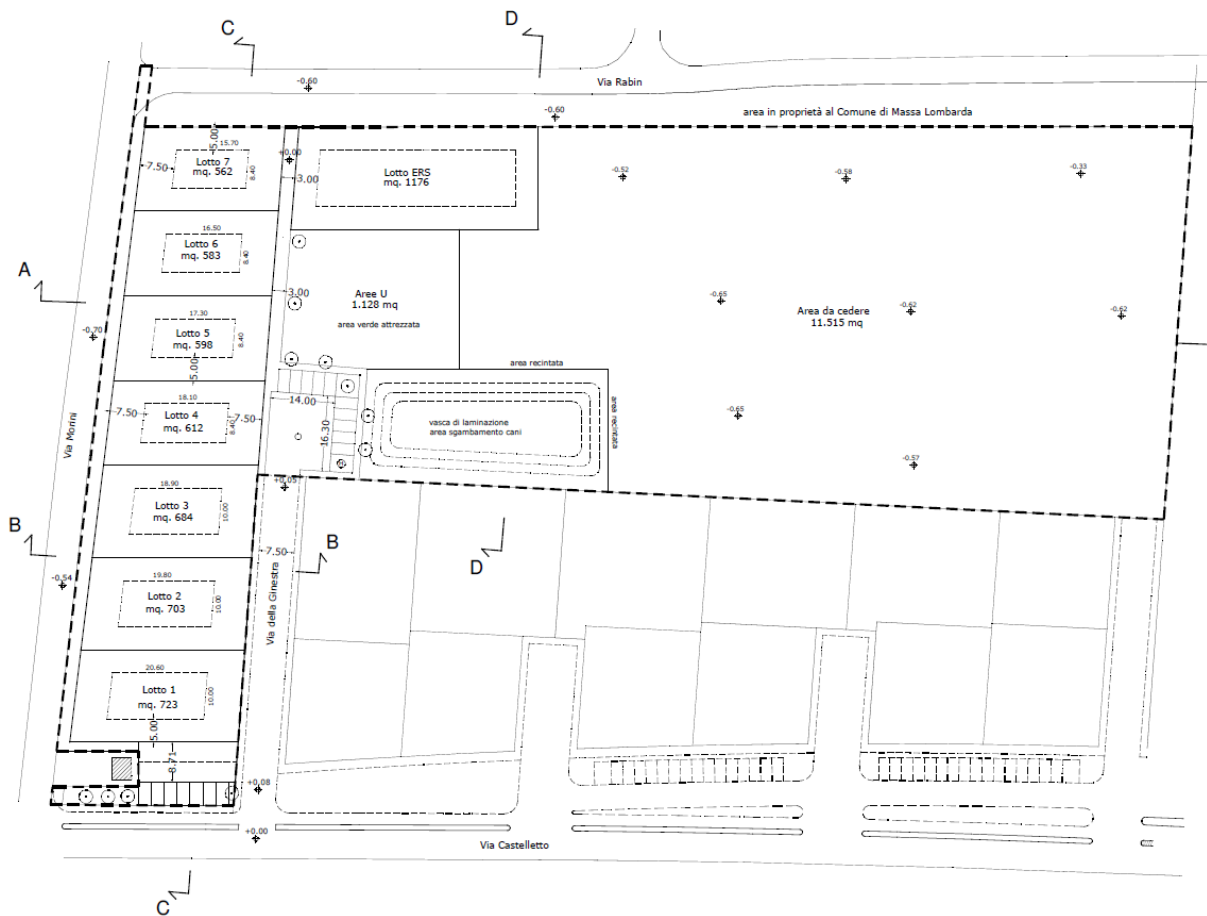 C
D
-0.60
Via Rabin
-0.60
area in proprietà al Comune di Massa Lombarda
5.00
15.70
7.50
Lotto 7
mq. 562
8.40
+0.00
3.00
Lotto ERS
mq. 1176
-0.52
-0.58
-0.33
16.50
Lotto 6
mq. 583
8.40
A
3.00
Aree U
1.128 mq
area verde attrezzata
-0.65
-0.62
Area da cedere
11.515 mq
-0.62
-0.70
17.30
Lotto 5
mq. 598
8.40
5.00
area recintata
18.10
7.50
Lotto 4
mq. 612
8.40
7.50
14.00
16.30
vasca di laminazione
area sgambamento cani
area recintata
-0.65
-0.57
Via Morini
18.90
Lotto 3
mq. 684
10.00
+0.05
B
7.50
B
D
-0.54
19.80
Lotto 2
mq. 703
10.00
Via della Ginestra
20.60
Lotto 1
mq. 723
10.00
5.00
8.71
+0.08
+0.00
Via Castelletto
C